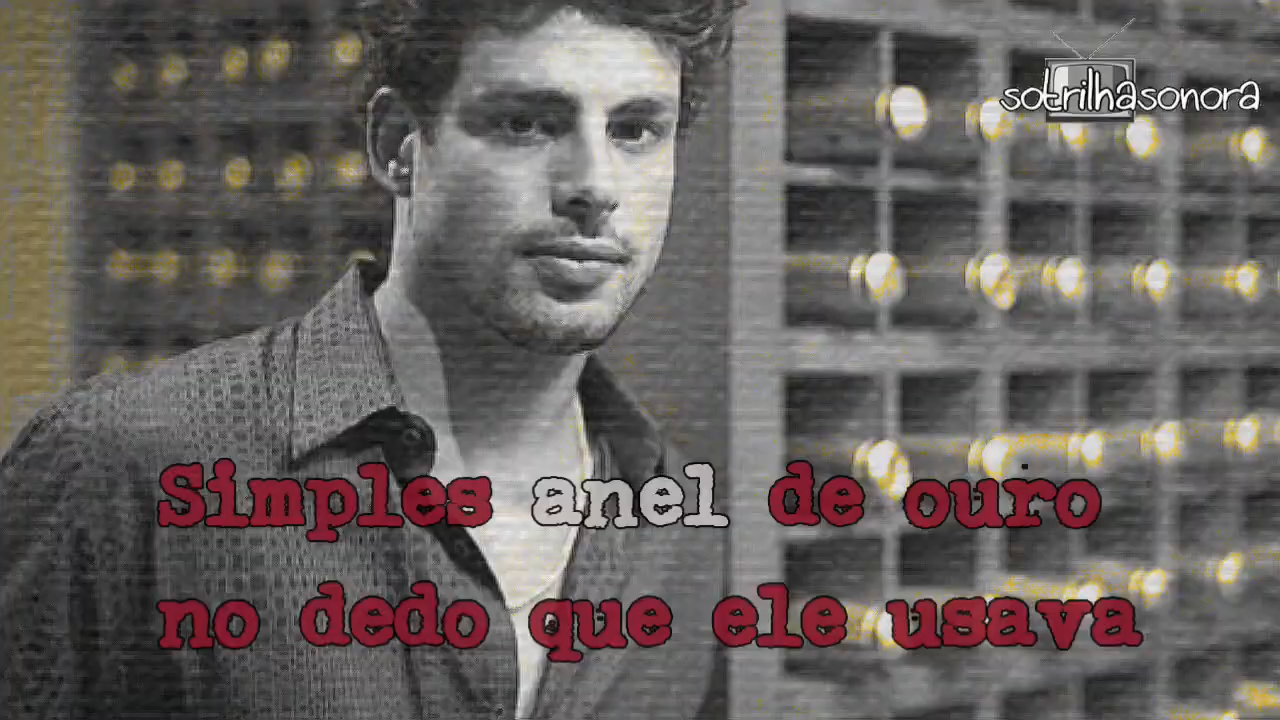 sotrilhasonora
Simples anel de ouro
no dedo que ele usava